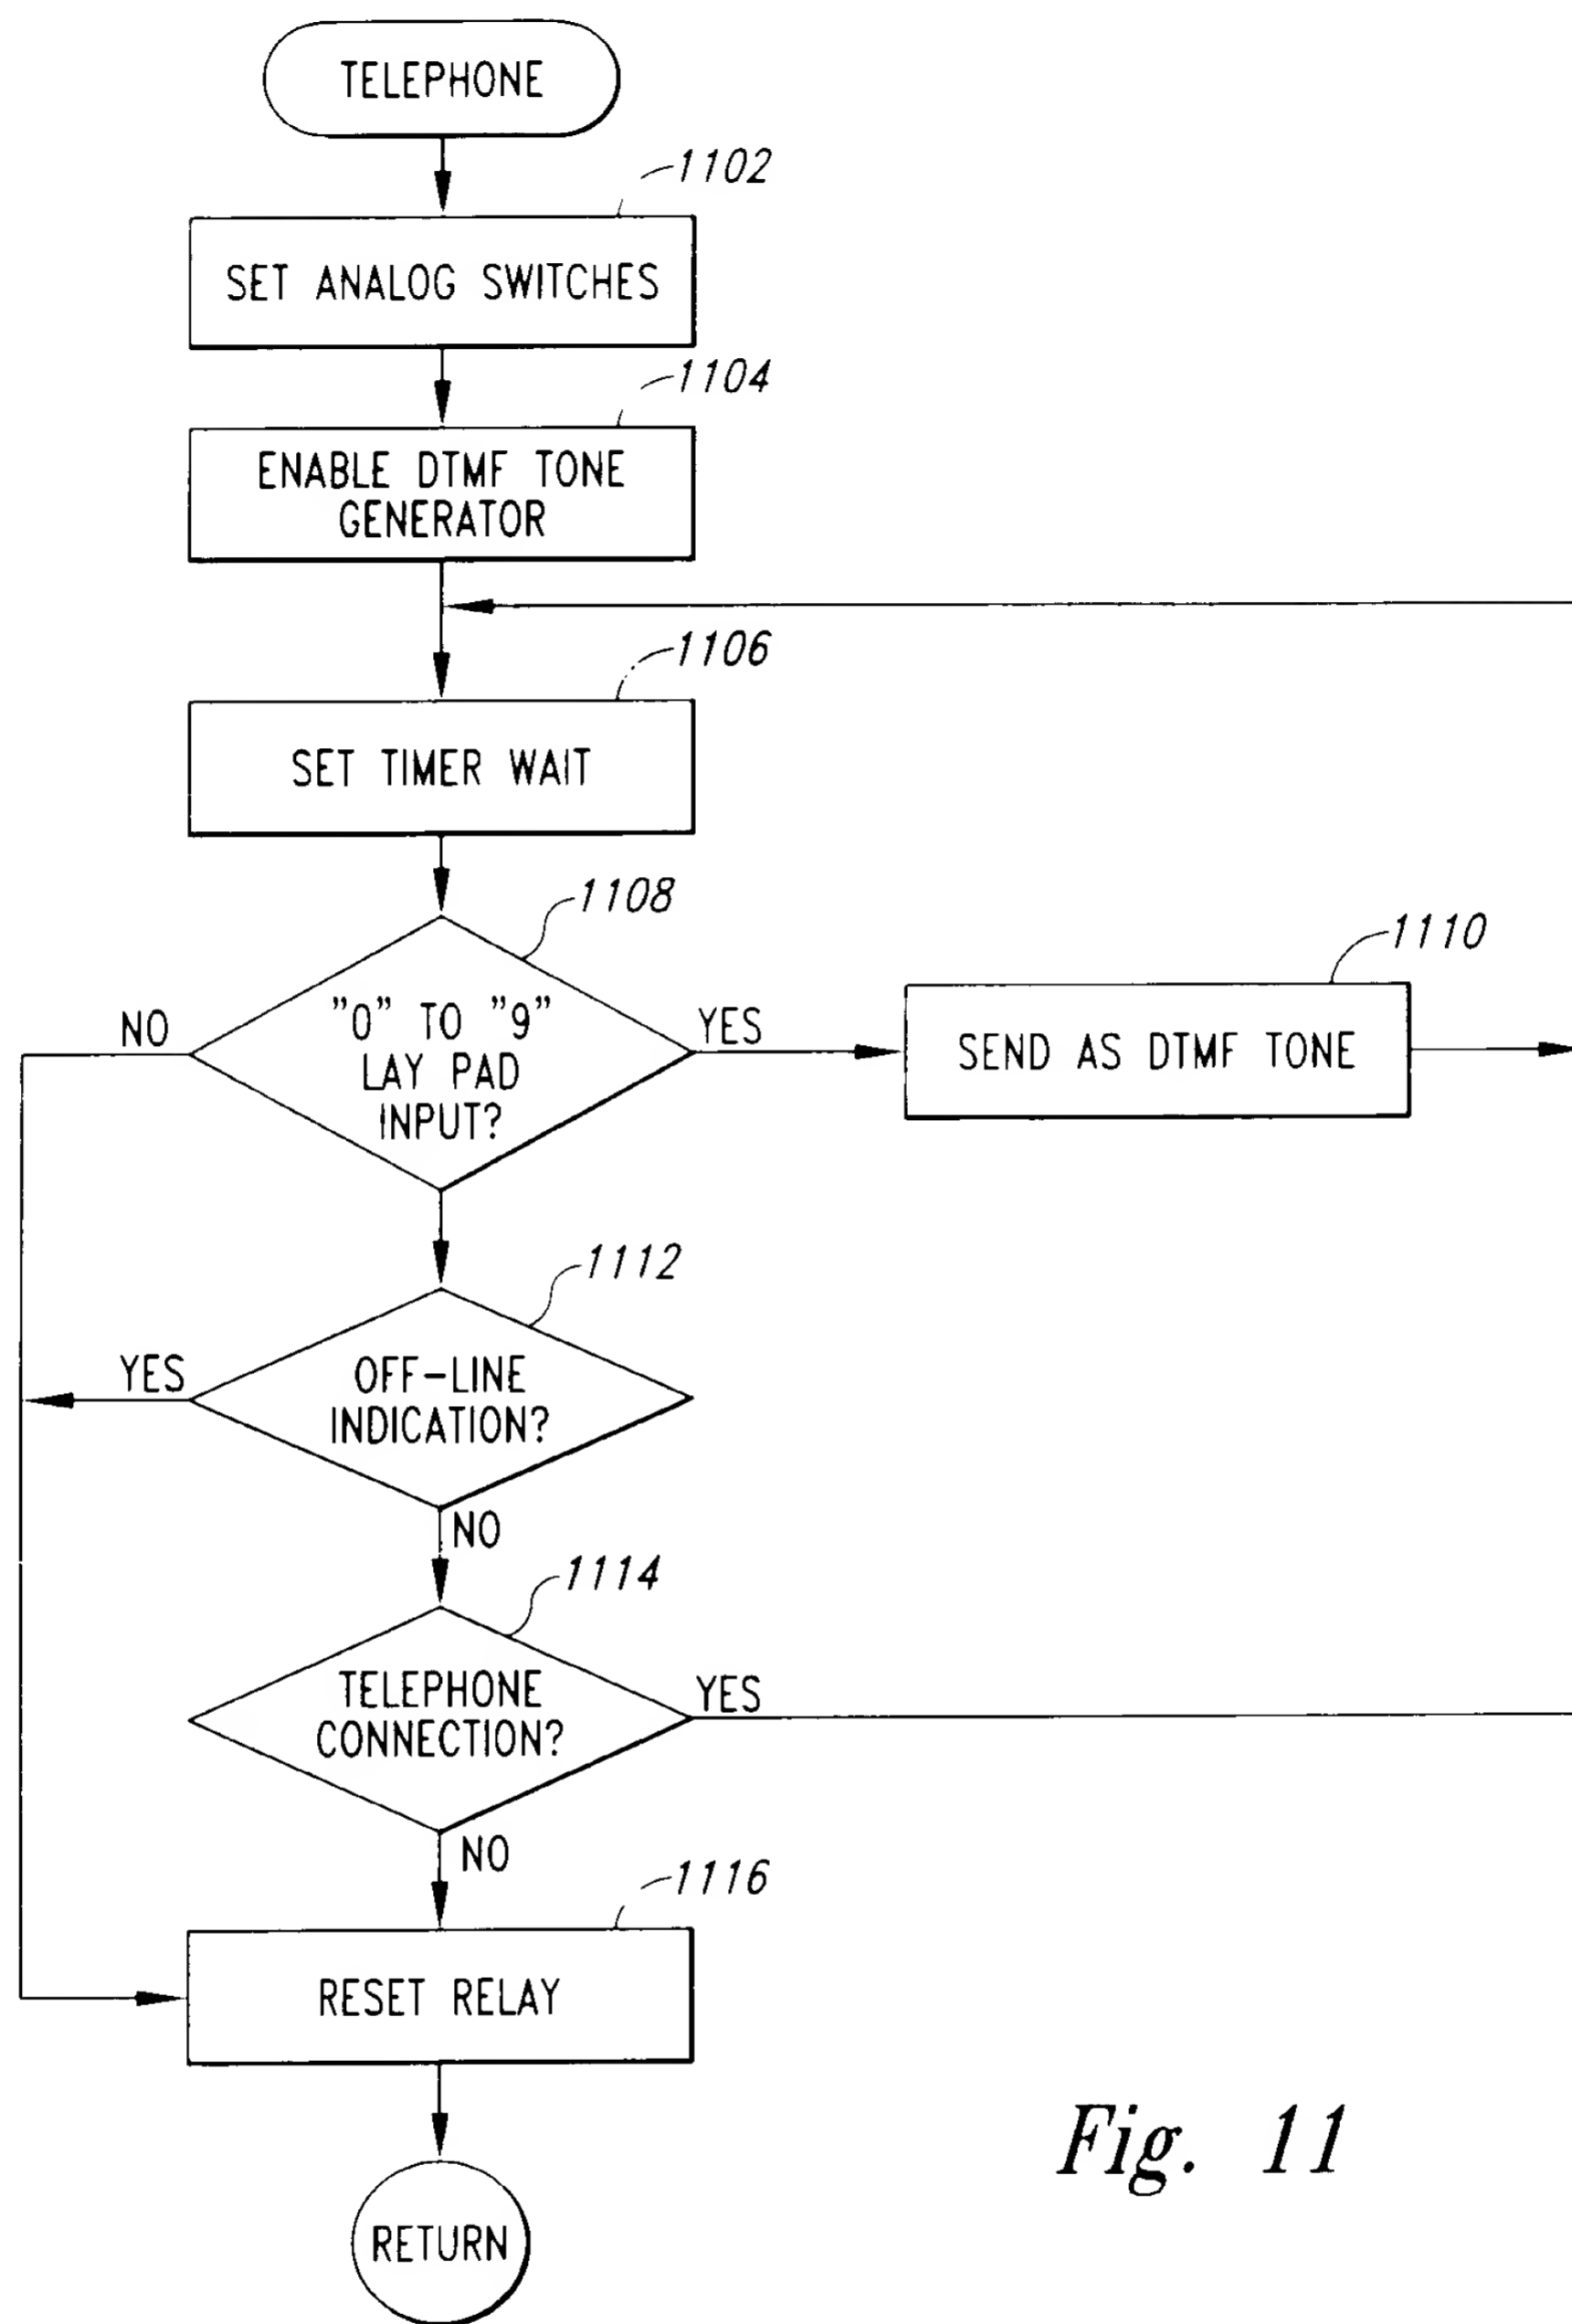 TELEPHONE
1102
SET ANALOG SWITCHES
1104
ENABLE DTMF TONE
GENERATOR
1106
SET TIMER WAIT
1108
"0" TO "9"
LAY PAD
INPUT?
NO
YES
1110
SEND AS DTMF TONE
1112
OFF-LINE
INDICATION?
YES
NO
1114
TELEPHONE
CONNECTION?
YES
NO
1116
RESET RELAY
RETURN
Fig. 11